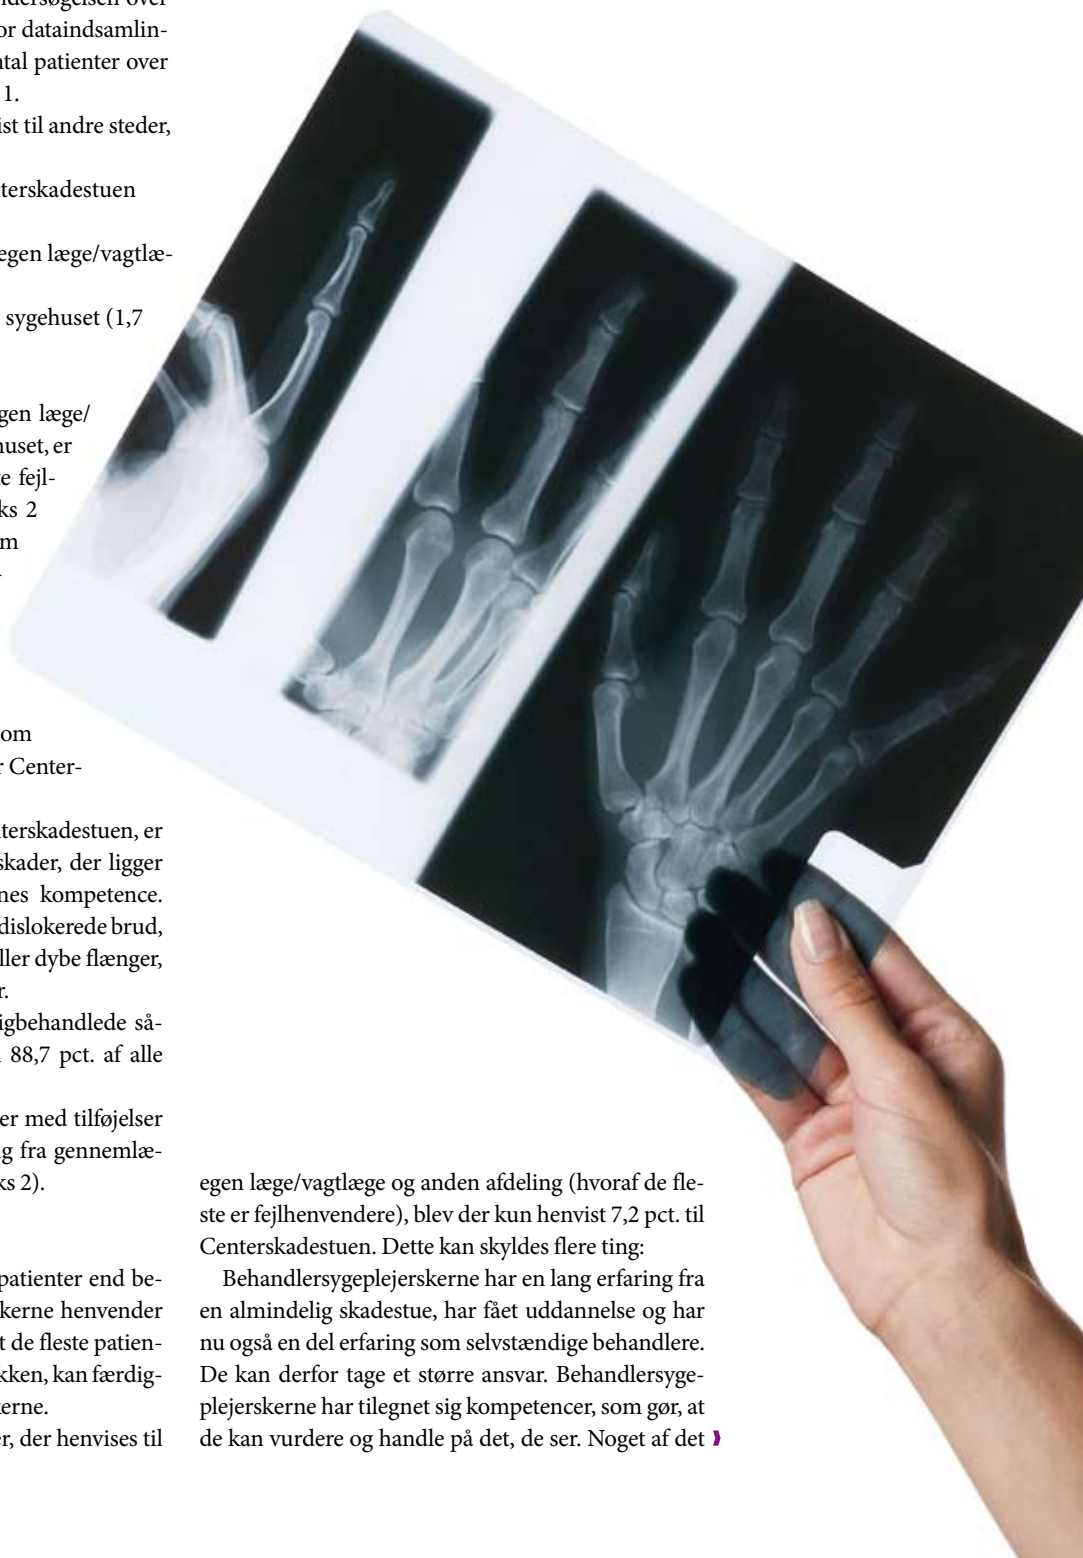 ndersøgelsen over
or dataindsamlin-
ntal patienter over
1.
ist til andre steder,
terskadestuen
egen læge/vagtlæ-
sygehuset (1,7
gen læge/
huset, er
e fejl-
ks 2
m
om
r Center-
terskadestuen, er
skader, der ligger
nes kompetence.
dislokerede brud,
ller dybe flænger,
r.
igbehandlede så-
88,7 pct. af alle
er med tilføjelser
g fra gennemlæ-
ks 2).
patienter end be-
kerne henvender
t de fleste patien-
kken, kan færdig-
kerne.
er, der henvises til
egen læge/vagtlæge og anden afdeling (hvoraf de fle-
ste er fejlhenvendere), blev der kun henvist 7,2 pct. til
Centerskadestuen. Dette kan skyldes flere ting:
Behandlersygeplejerskerne har en lang erfaring fra
en almindelig skadestue, har fået uddannelse og har
nu også en del erfaring som selvstændige behandlere.
De kan derfor tage et større ansvar. Behandlersyge-
plejerskerne har tilegnet sig kompetencer, som gør, at
de kan vurdere og handle på det, de ser. Noget af det